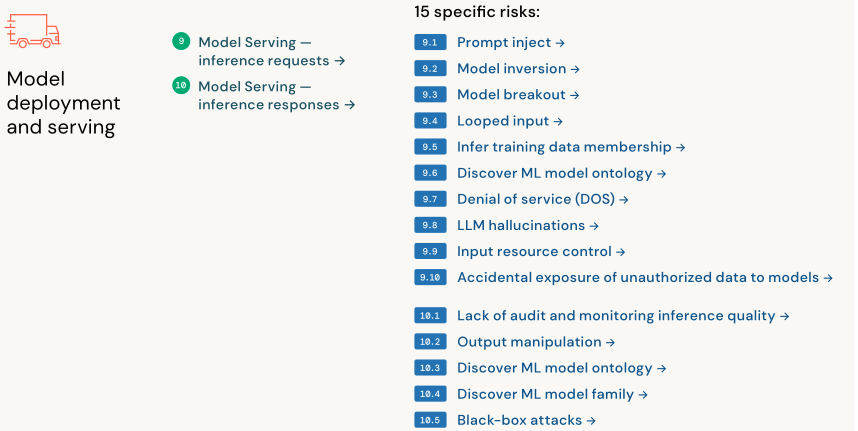 Model
deployment
and serving
9 Model Serving —
inference requests →
10 Model Serving —
inference responses →
15 specific risks:
9.1 Prompt inject →
9.2 Model inversion →
9.3 Model breakout →
9.4 Looped input →
9.5 Infer training data membership →
9.6 Discover ML model ontology →
9.7 Denial of service (DOS) →
9.8 LLM hallucinations →
9.9 Input resource control →
9.10 Accidental exposure of unauthorized data to models →
10.1 Lack of audit and monitoring inference quality →
10.2 Output manipulation →
10.3 Discover ML model ontology →
10.4 Discover ML model family →
10.5 Black-box attacks →